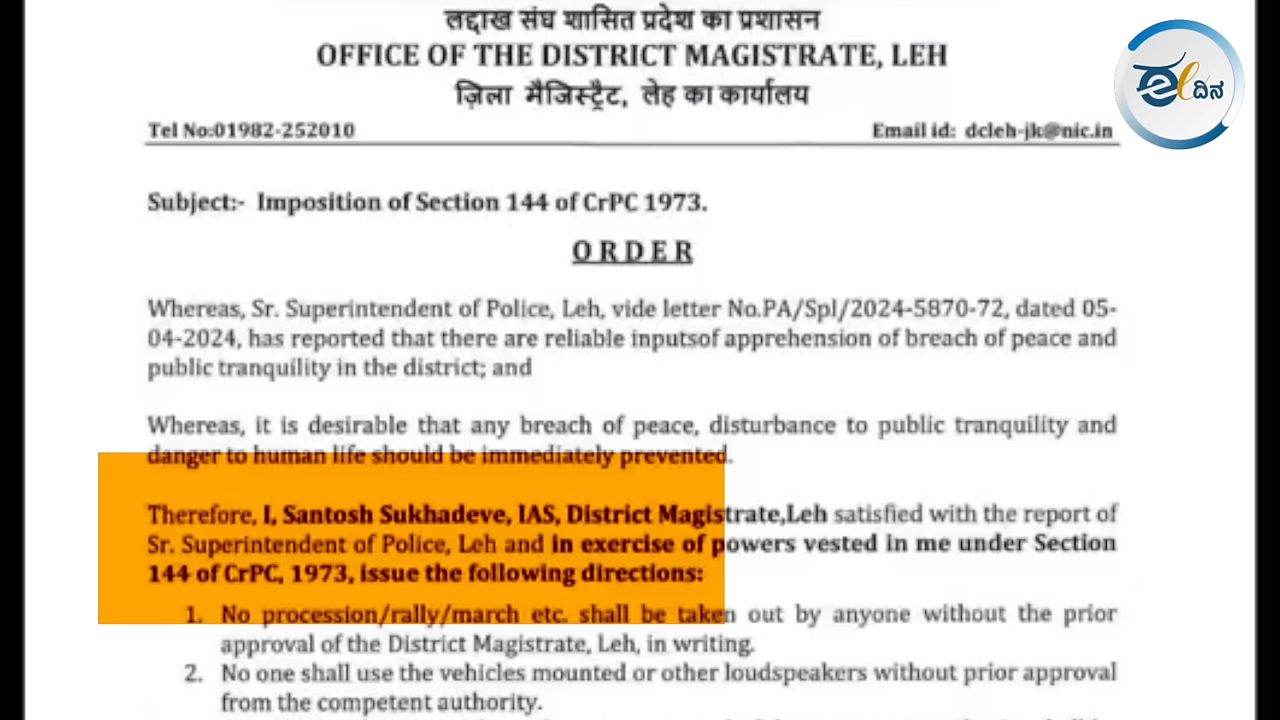 लद्दाख संघ शासित प्रदेश का प्रशासन
OFFICE OF THE DISTRICT MAGISTRATE, LEH
ज़िला मैजिस्ट्रैट, लेह का कार्यालय
ಈದಿನ
Tel No:01982-252010 Email id: dcleh-jk@nic.in
Subject:- Imposition of Section 144 of CrPC 1973.
ORDER
Whereas, Sr. Superintendent of Police, Leh, vide letter No.PA/Spl/2024-5870-72, dated 05-
04-2024, has reported that there are reliable inputsof apprehension of breach of peace and
public tranquility in the district; and
Whereas, it is desirable that any breach of peace, disturbance to public tranquility and
danger to human life should be immediately prevented.
Therefore, I, Santosh Sukhadeve, IAS, District Magistrate,Leh satisfied with the report of
Sr. Superintendent of Police, Leh and in exercise of powers vested in me under Section
144 of CrPC, 1973, issue the following directions:
1. No procession/rally/march etc. shall be taken out by anyone without the prior
approval of the District Magistrate, Leh, in writing.
2. No one shall use the vehicles mounted or other loudspeakers without prior approval
from the competent authority.